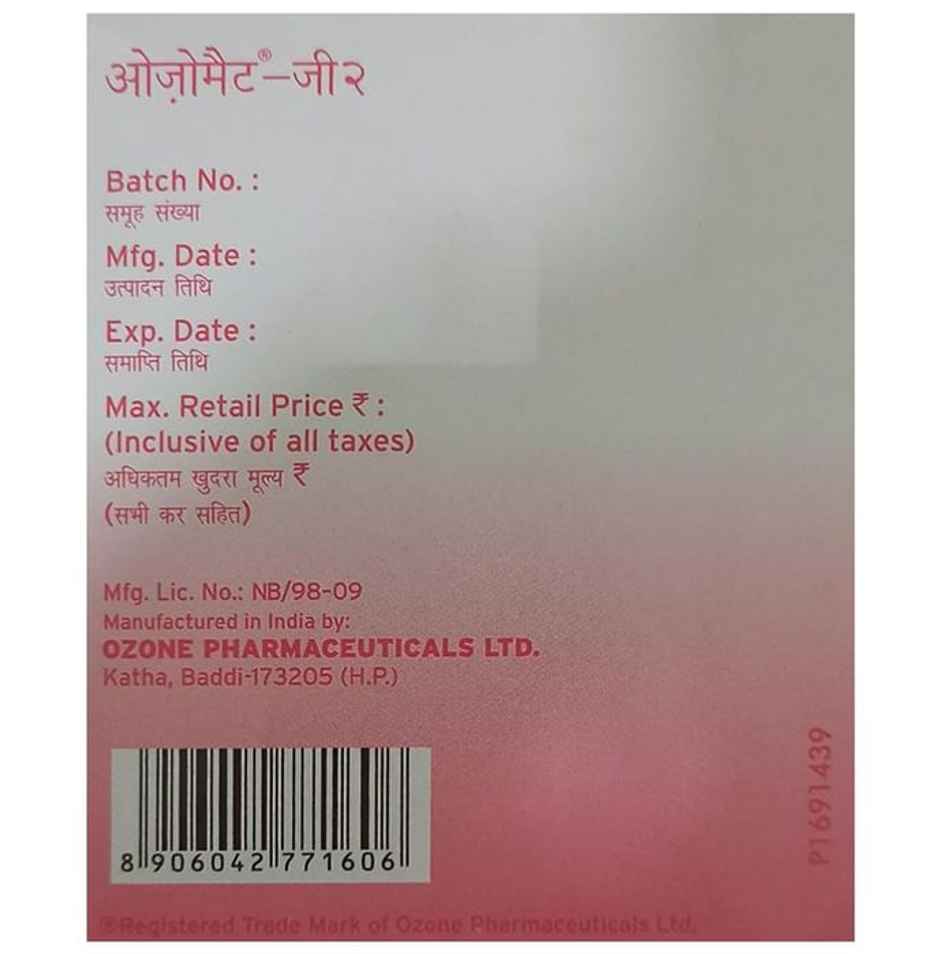 ओज़ोमैट®-जी२
Batch No. :
समूह संख्या
Mfg. Date :
उत्पादन तिथि
Exp. Date :
समाप्ति तिथि
Max. Retail Price ₹ :
(Inclusive of all taxes)
अधिकतम खुदरा मूल्य ₹
(सभी कर सहित)
Mfg. Lic. No.: NB/98-09
Manufactured in India by:
OZONE PHARMACEUTICALS LTD.
Katha, Baddi-173205 (H.P.)
8 906042 771606
P1691439
®Registered Trade Mark of Ozone Pharmaceuticals Ltd.